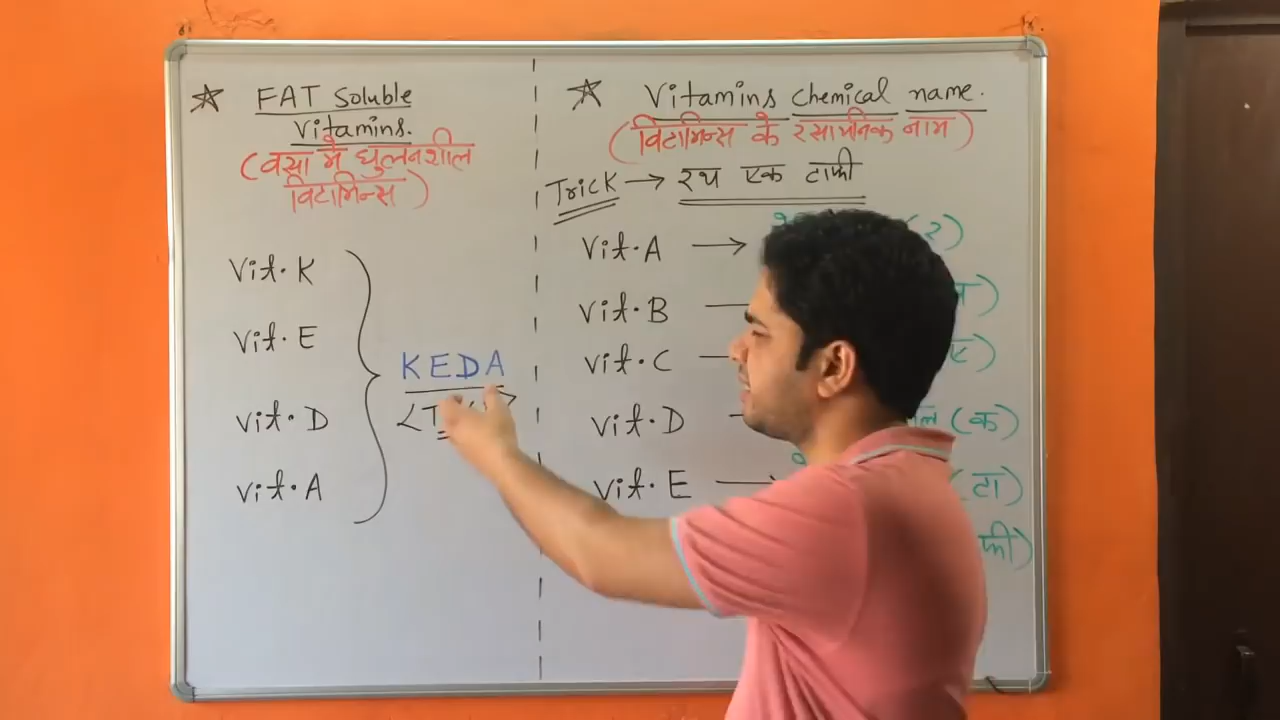 ★ FAT Soluble
Vitamins.
(वसा में घुलनशील
विटामिन्स)
Vit. K
Vit. E
Vit. D
Vit. A
KEDA
★ Vitamins chemical name.
(विटामिन्स के रसायनिक नाम)
Trick → रथ एक टाफी
Vit. A → (र)
Vit. B
Vit. C
Vit. D (क)
Vit. E → (टा)
फी)